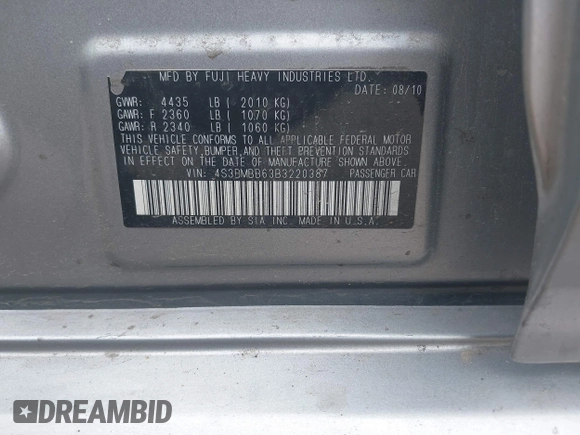 MFD BY FUJI HEAVY INDUSTRIES LTD.
DATE: 08/10
GVWR: 4435 LB ( 2010 KG)
GAWR: F 2360 LB ( 1070 KG)
GAWR: R 2340 LB ( 1060 KG)
THIS VEHICLE CONFORMS TO ALL APPLICABLE FEDERAL MOTOR
VEHICLE SAFETY, BUMPER, AND THEFT PREVENTION STANDARDS
IN EFFECT ON THE DATE OF MANUFACTURE SHOWN ABOVE.
VIN: 4S3BMBB63B3220387 PASSENGER CAR
ASSEMBLED BY SIA INC. MADE IN U.S.A.
DREAMBID